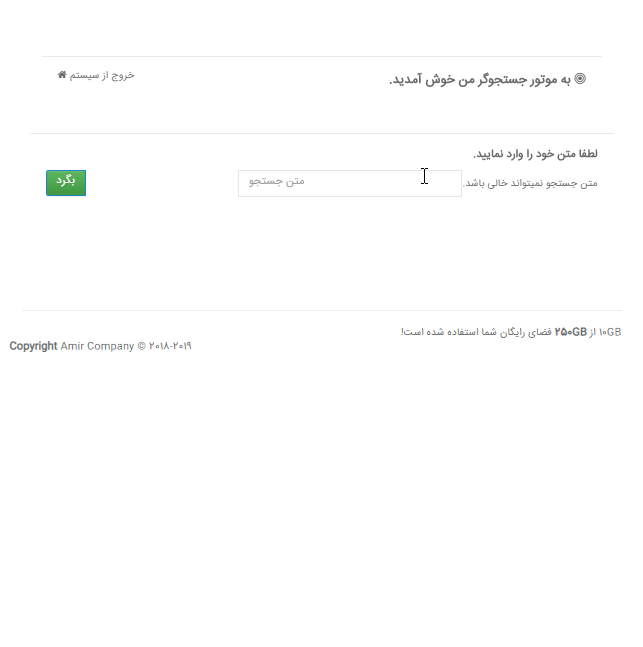 به موتور جستجوگر من خوش آمدید.
خروج از سیستم
لطفا متن خود را وارد نمایید.
متن جستجو نمیتواند خالی باشد.
متن جستجو
بگرد
۱۰GB از ۲۵۰GB فضای رایگان شما استفاده شده است!
Copyright Amir Company © ۲۰۱۸-۲۰۱۹